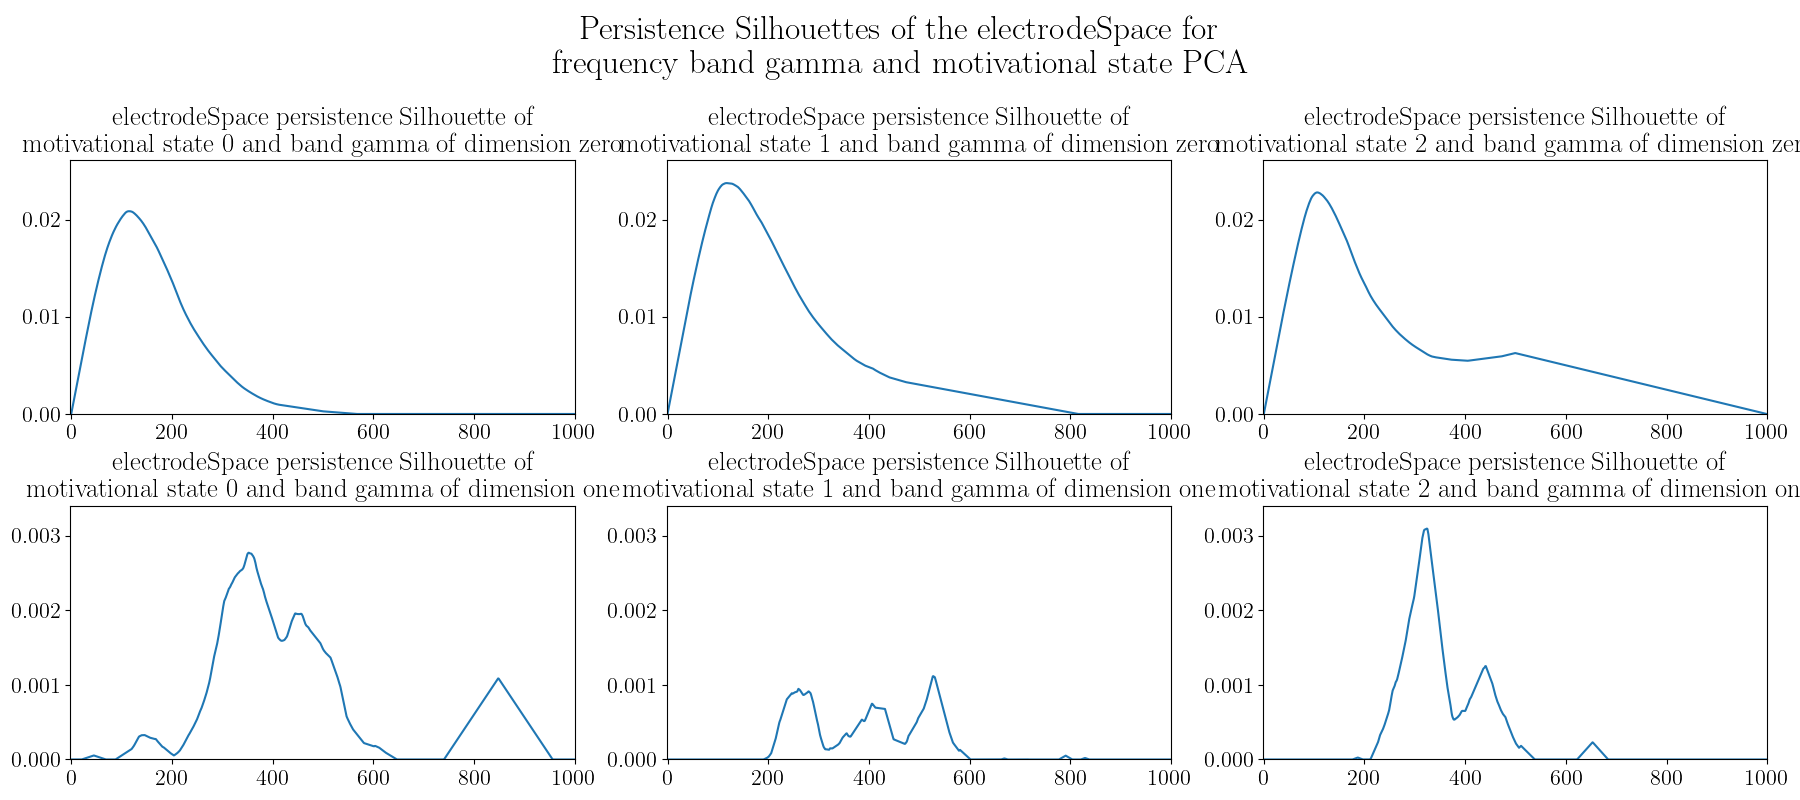 Persistence Silhouettes of the electrodeSpace for
frequency band gamma and motivational state PCA
electrodeSpace persistence Silhouette of
motivational state 0 and band gamma of dimension zero
electrodeSpace persistence Silhouette of
motivational state 1 and band gamma of dimension zero
electrodeSpace persistence Silhouette of
motivational state 2 and band gamma of dimension zer
0.02
0.01
0.00
0 200 400 600 800 1000
0.02
0.01
0.00
0 200 400 600 800 1000
0.02
0.01
0.00
0 200 400 600 800 1000
electrodeSpace persistence Silhouette of
motivational state 0 and band gamma of dimension one
electrodeSpace persistence Silhouette of
motivational state 1 and band gamma of dimension one
electrodeSpace persistence Silhouette of
motivational state 2 and band gamma of dimension on
0.003
0.002
0.001
0.000
0 200 400 600 800 1000
0.003
0.002
0.001
0.000
0 200 400 600 800 1000
0.003
0.002
0.001
0.000
0 200 400 600 800 1000